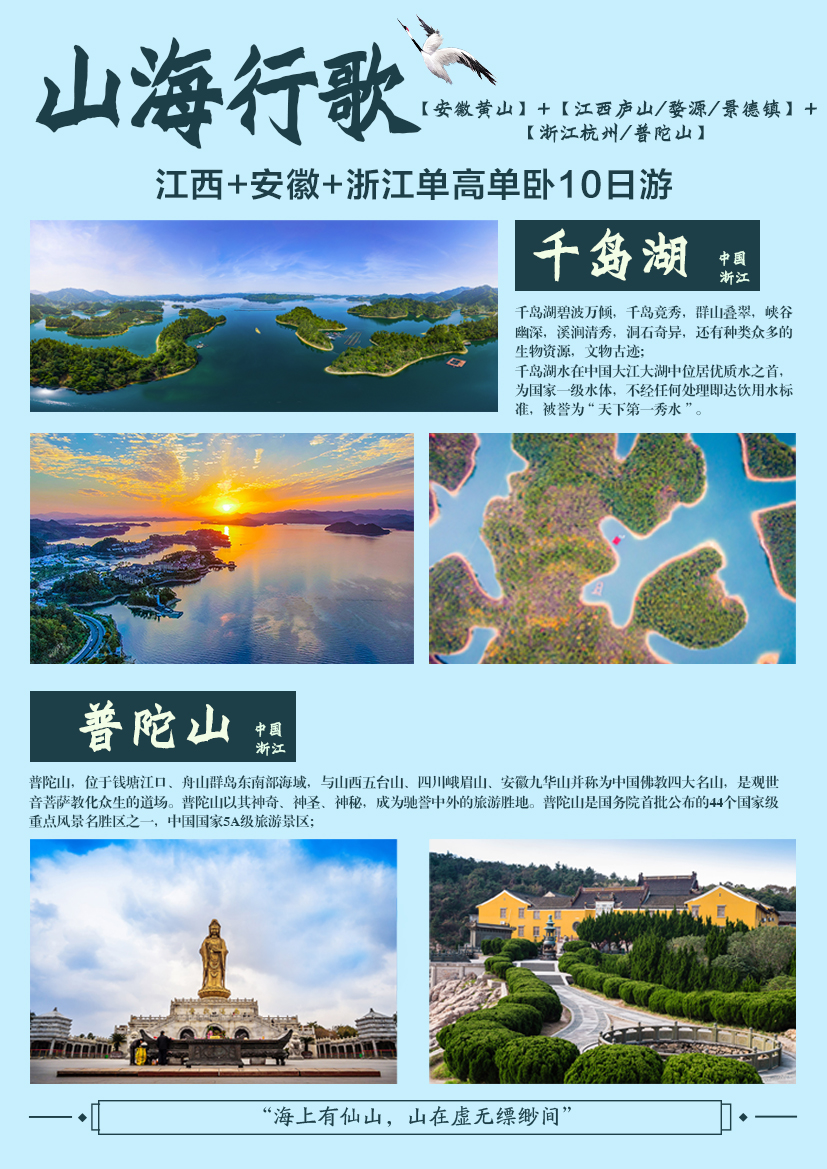 山海行歌
【安徽黄山】+【江西庐山/婺源/景德镇】+
【浙江杭州/普陀山】
江西+安徽+浙江单高单卧10日游
千岛湖
中国
浙江
千岛湖碧波万倾，千岛竞秀，群山叠翠，峡谷
幽深，溪涧清秀，洞石奇异，还有种类众多的
生物资源，文物古迹；
千岛湖水在中国大江大湖中位居优质水之首，
为国家一级水体，不经任何处理即达饮用水标
准，被誉为“天下第一秀水”。
普陀山
中国
浙江
普陀山，位于钱塘江口、舟山群岛东南部海域，与山西五台山、四川峨眉山、安徽九华山并称为中国佛教四大名山，是观世
音菩萨教化众生的道场。普陀山以其神奇、神圣、神秘，成为驰誉中外的旅游胜地。普陀山是国务院首批公布的44个国家级
重点风景名胜区之一，中国国家5A级旅游景区；
“海上有仙山，山在虚无缥缈间”